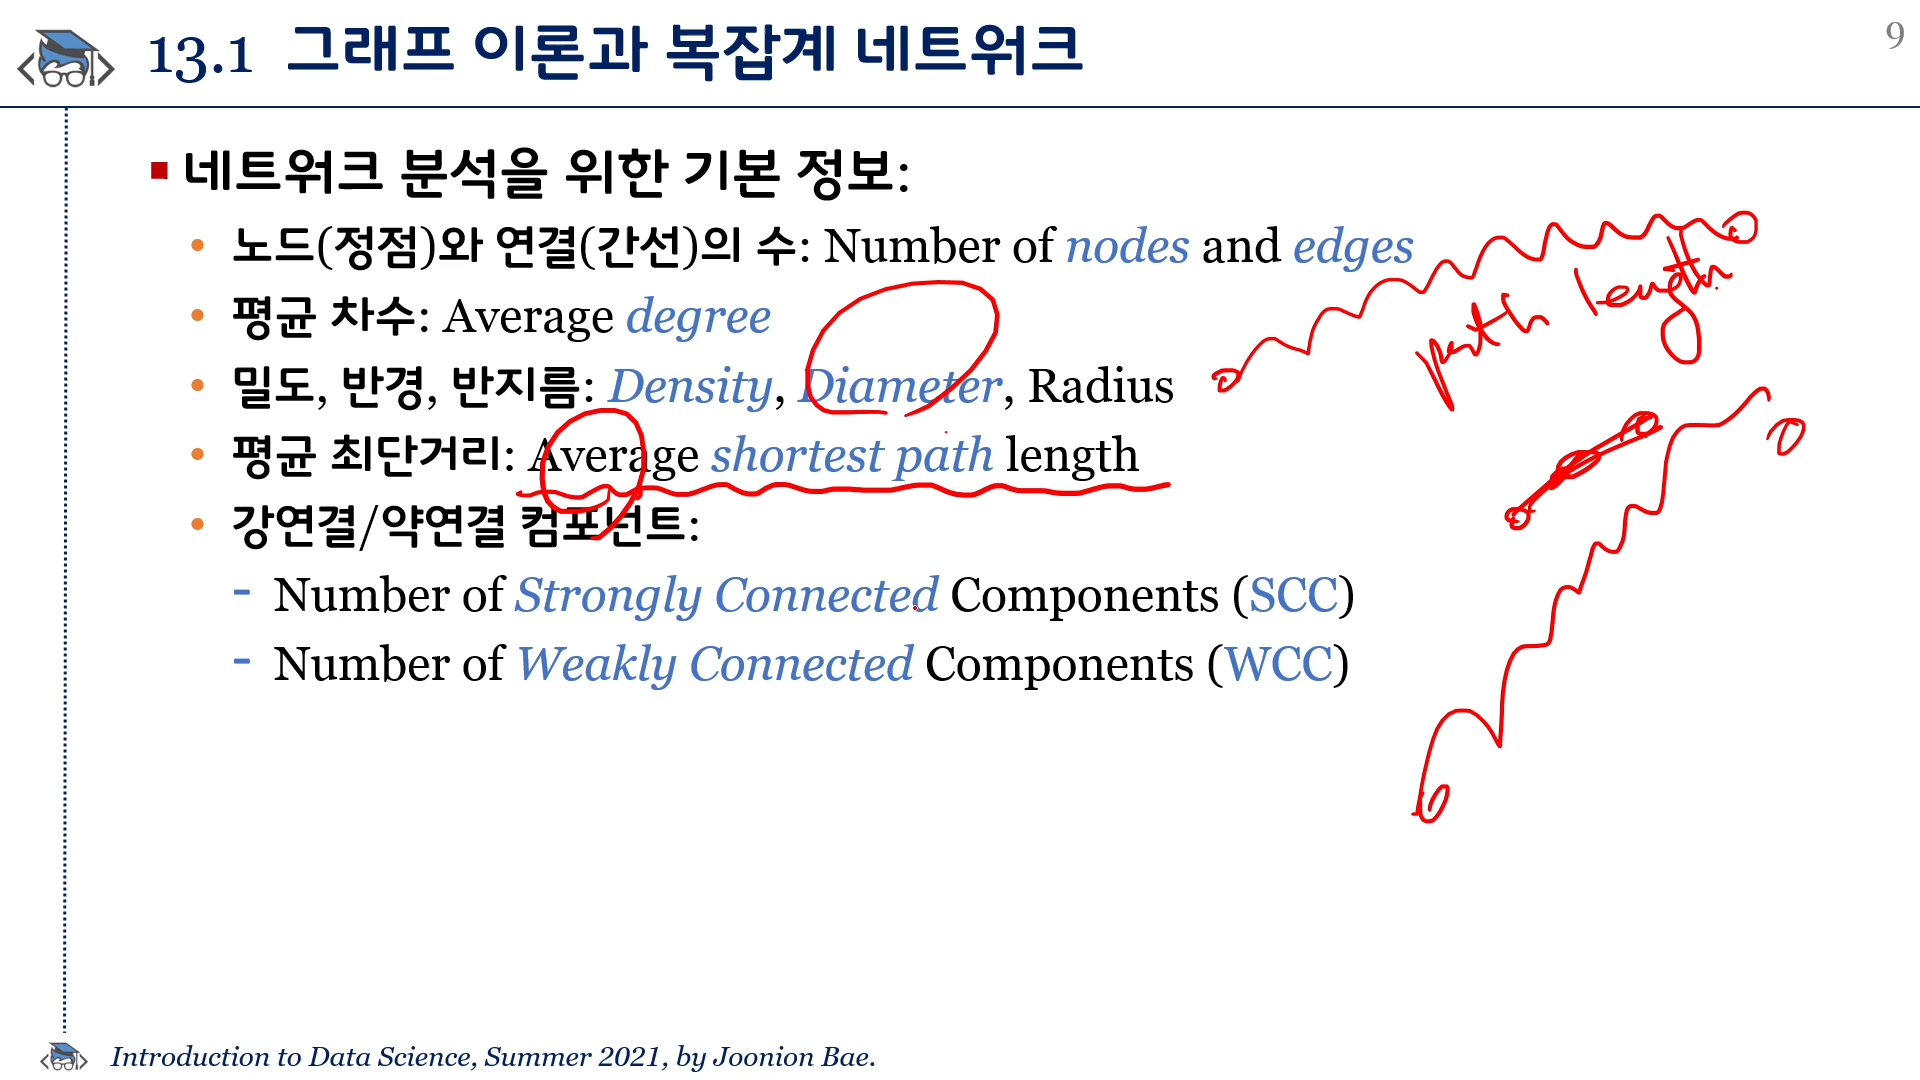 13.1 그래프 이론과 복잡계 네트워크
9
네트워크 분석을 위한 기본 정보:
노드(정점)와 연결(간선)의 수: Number of nodes and edges
평균 차수: Average degree
밀도, 반경, 반지름: Density, Diameter, Radius
평균 최단거리: Average shortest path length
강연결/약연결 컴포넌트:
- Number of Strongly Connected Components (SCC)
- Number of Weakly Connected Components (WCC)
path length
Introduction to Data Science, Summer 2021, by Joonion Bae.